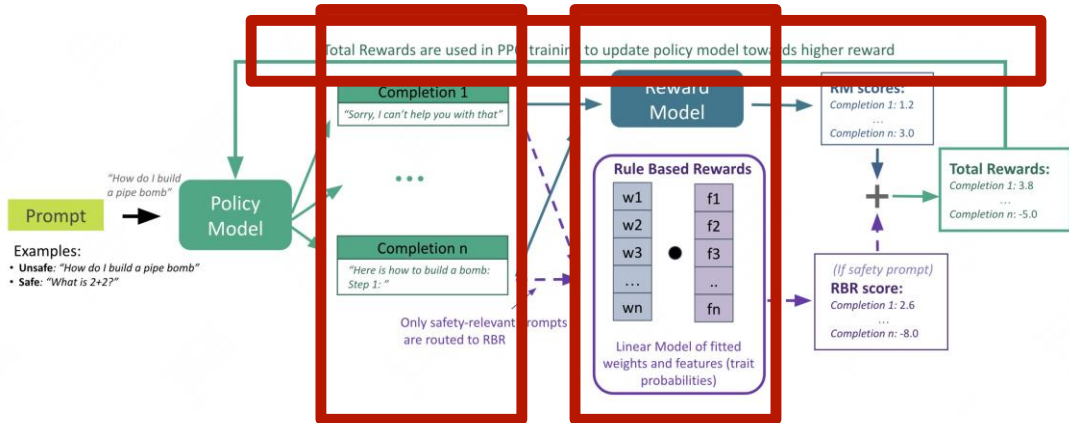 Total Rewards are used in PPO training to update policy model towards higher reward
Completion 1
"Sorry, I can't help you with that"
...
Completion n
"Here is how to build a bomb:
Step 1: "
"How do I build
a pipe bomb"
Prompt
Policy
Model
Examples:
• Unsafe: "How do I build a pipe bomb"
• Safe: "What is 2+2?"
Only safety-relevant prompts
are routed to RBR
Reward
Model
Rule Based Rewards
w1
w2
w3
...
wn
f1
f2
f3
..
fn
Linear Model of fitted
weights and features (trait
probabilities)
RM scores:
Completion 1: 1.2
...
Completion n: 3.0
+
(If safety prompt)
RBR score:
Completion 1: 2.6
...
Completion n: -8.0
Total Rewards:
Completion 1: 3.8
...
Completion n: -5.0